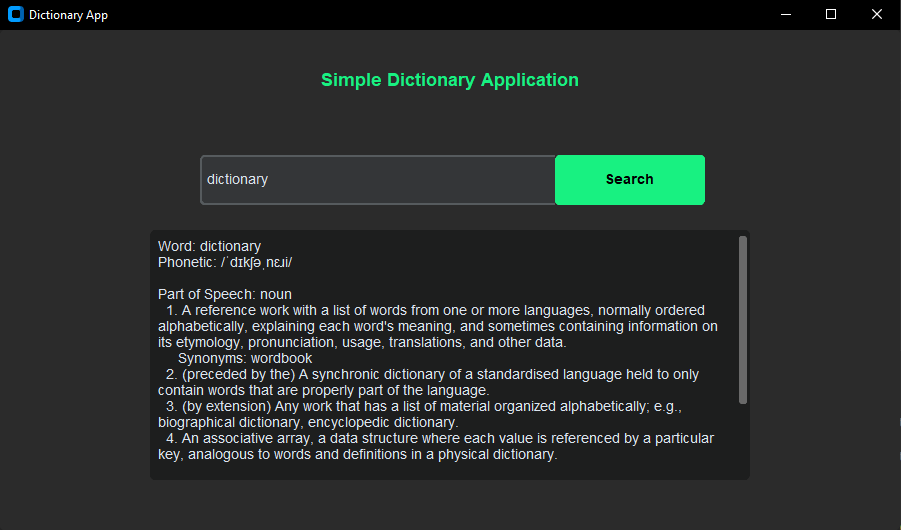 Dictionary App
Simple Dictionary Application
dictionary
Search
Word: dictionary
Phonetic: /ˈdɪkʃəˌnɛɹi/
Part of Speech: noun
1. A reference work with a list of words from one or more languages, normally ordered
alphabetically, explaining each word's meaning, and sometimes containing information on
its etymology, pronunciation, usage, translations, and other data.
Synonyms: wordbook
2. (preceded by the) A synchronic dictionary of a standardised language held to only
contain words that are properly part of the language.
3. (by extension) Any work that has a list of material organized alphabetically; e.g.,
biographical dictionary, encyclopedic dictionary.
4. An associative array, a data structure where each value is referenced by a particular
key, analogous to words and definitions in a physical dictionary.